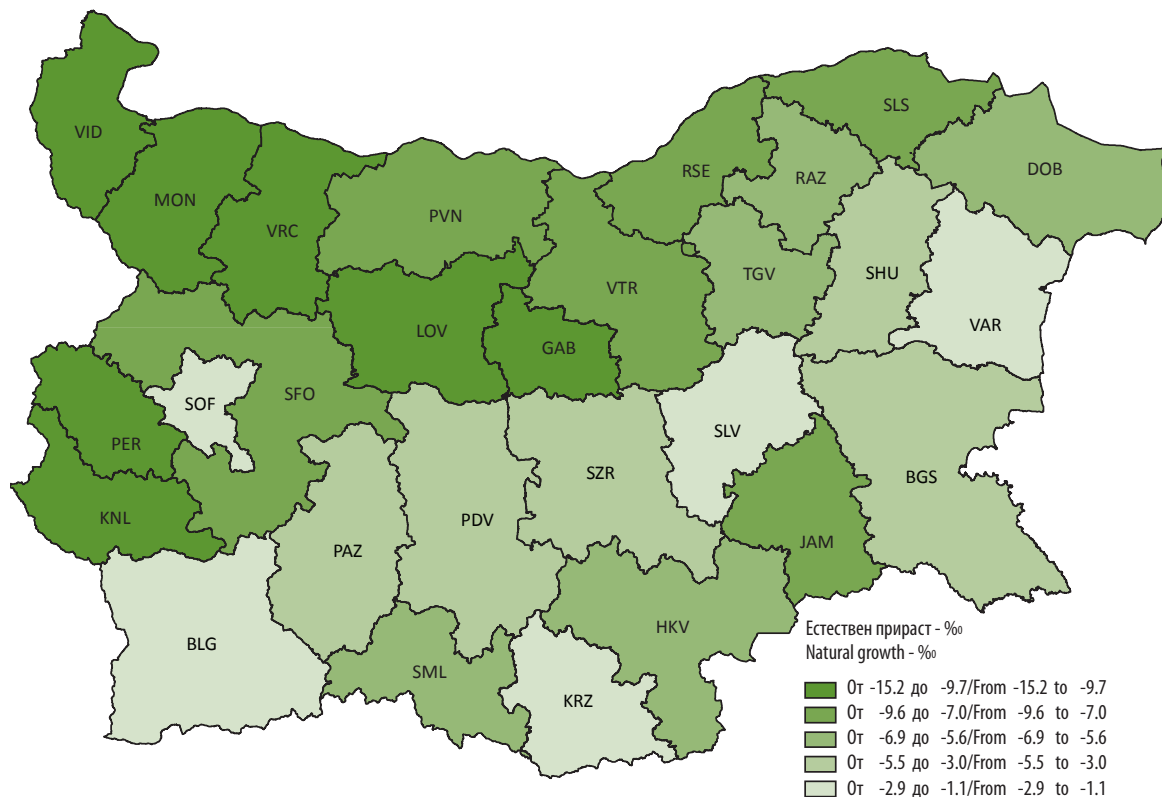 VID
MON
VRC
PVN
RSE
SLS
RAZ
DOB
VTR
TGV
SHU
VAR
LOV
GAB
SOF
SFO
PER
KNL
SLV
BGS
SZR
PDV
PAZ
JAM
HKV
BLG
SML
KRZ
Естествен прираст - ‰
Natural growth - ‰
От -15.2 до -9.7/From -15.2 to -9.7
От -9.6 до -7.0/From -9.6 to -7.0
От -6.9 до -5.6/From -6.9 to -5.6
От -5.5 до -3.0/From -5.5 to -3.0
От -2.9 до -1.1/From -2.9 to -1.1